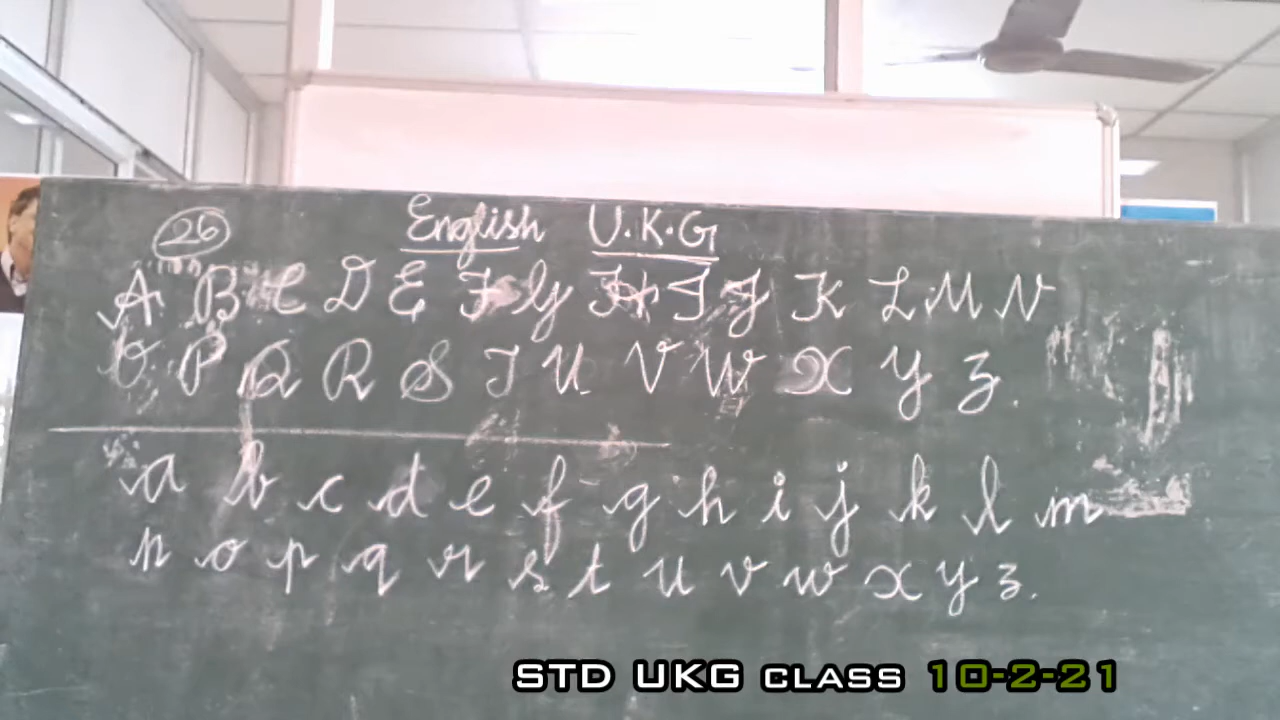 26 English U.K.G
A B C D E F G H I J K L M N
O P Q R S T U V W X Y Z.
a b c d e f g h i j k l m
n o p q r s t u v w x y z.
STD UKG CLASS 10-2-21